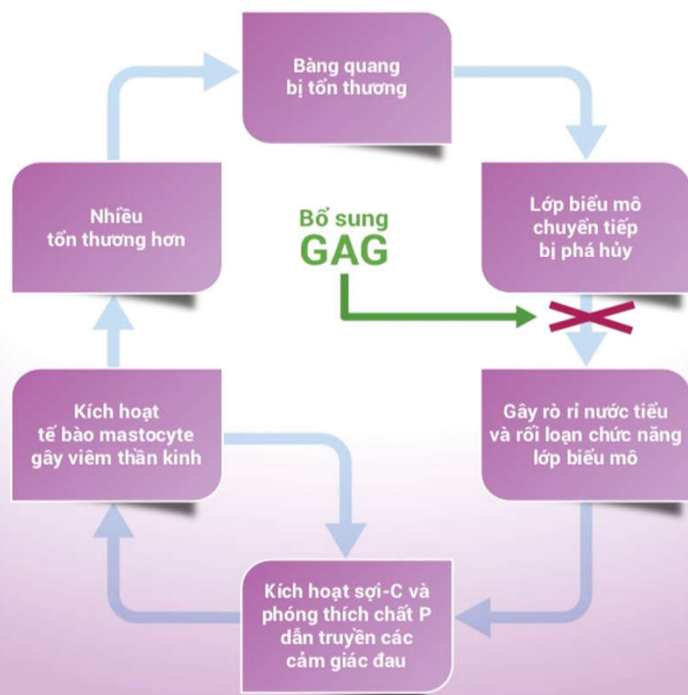 Bàng quang
bị tổn thương
Lớp biểu mô
chuyển tiếp
bị phá hủy
Gây rò rỉ nước tiểu
và rối loạn chức năng
lớp biểu mô
Kích hoạt sợi-C và
phóng thích chất P
dẫn truyền các
cảm giác đau
Kích hoạt
tế bào mastocyte
gây viêm thần kinh
Nhiều
tổn thương hơn
Bổ sung
GAG